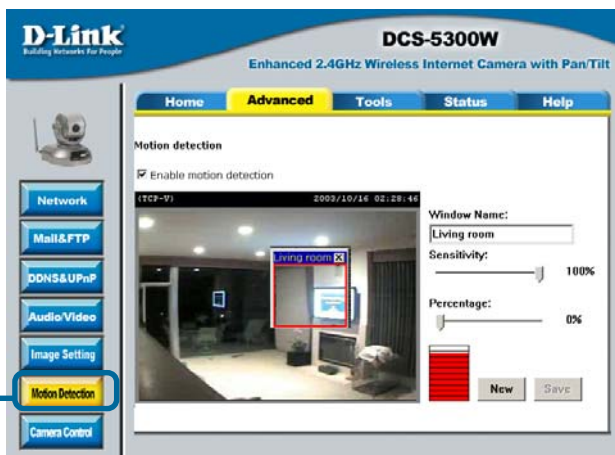 D-Link
Building Networks For People
DCS-5300W
Enhanced 2.4GHz Wireless Internet Camera with Pan/Tilt
Home Advanced Tools Status Help
Network
Mail&FTP
DDNS&UPnP
Audio/Video
Image Setting
Motion Detection
Camera Control
Motion detection
Enable motion detection
(TCP-V) 2003/10/16 02:28:46
Living room
Window Name:
Living room
Sensitivity:
100%
Percentage:
0%
New Save